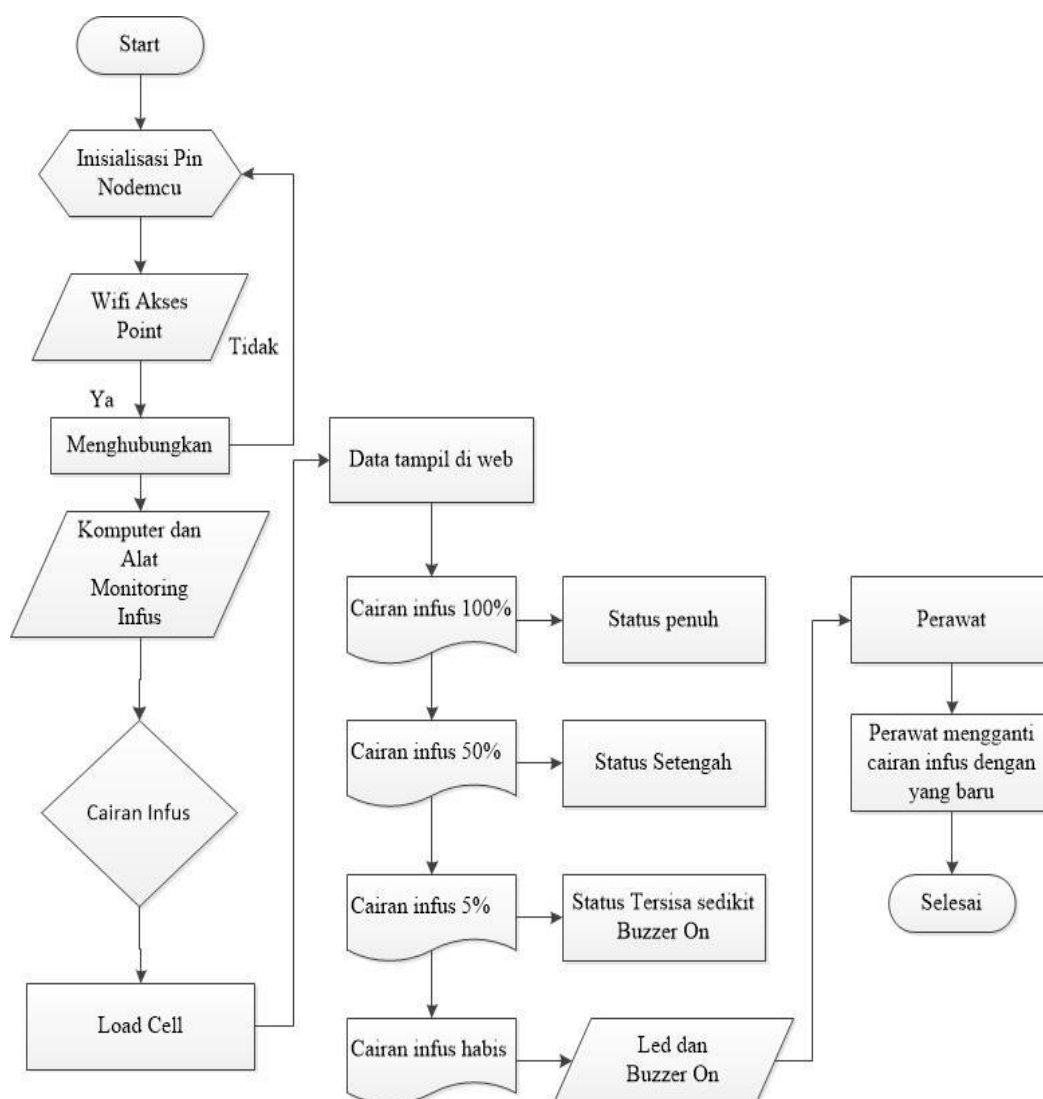 Start
Inisialisasi Pin
Nodemcu
Wifi Akses
Point
Tidak
Ya
Menghubungkan
Komputer dan
Alat
Monitoring
Infus
Cairan Infus
Load Cell
Data tampil di web
Cairan infus 100%
Status penuh
Cairan infus 50%
Status Setengah
Cairan infus 5%
Status Tersisa sedikit
Buzzer On
Cairan infus habis
Led dan
Buzzer On
Perawat
Perawat mengganti
cairan infus dengan
yang baru
Selesai